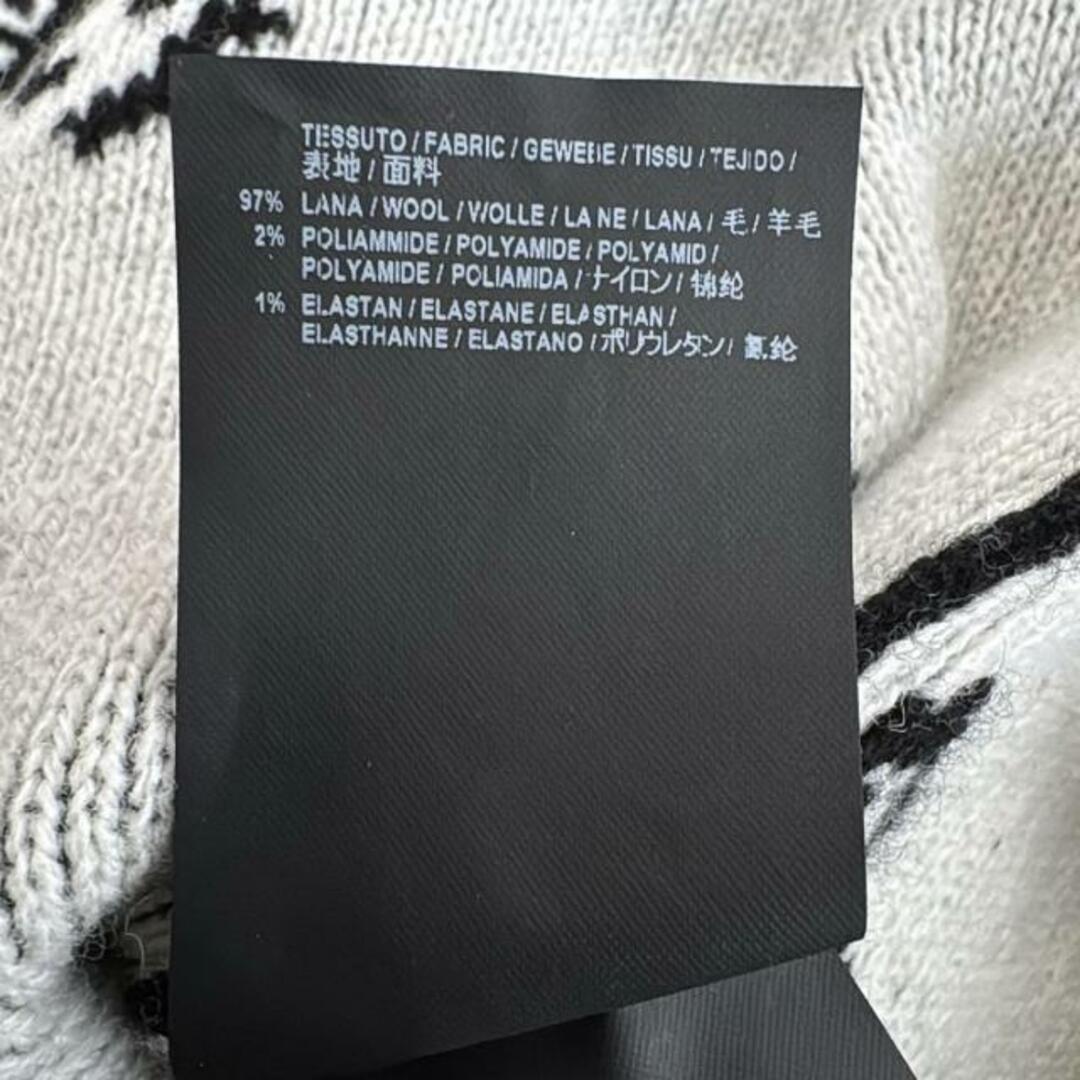 TESSUTO / FABRIC / GEWEBE / TISSU / TEJIDO /
表地 / 面料
97% LANA / WOOL / WOLLE / LAINE / LANA / 毛 / 羊毛
2% POLIAMMIDE / POLYAMIDE / POLYAMID /
POLYAMIDE / POLIAMIDA / ナイロン / 锦纶
1% ELASTAN / ELASTANE / ELASTHAN /
ELASTHANNE / ELASTANO / ポリウレタン / 氨纶